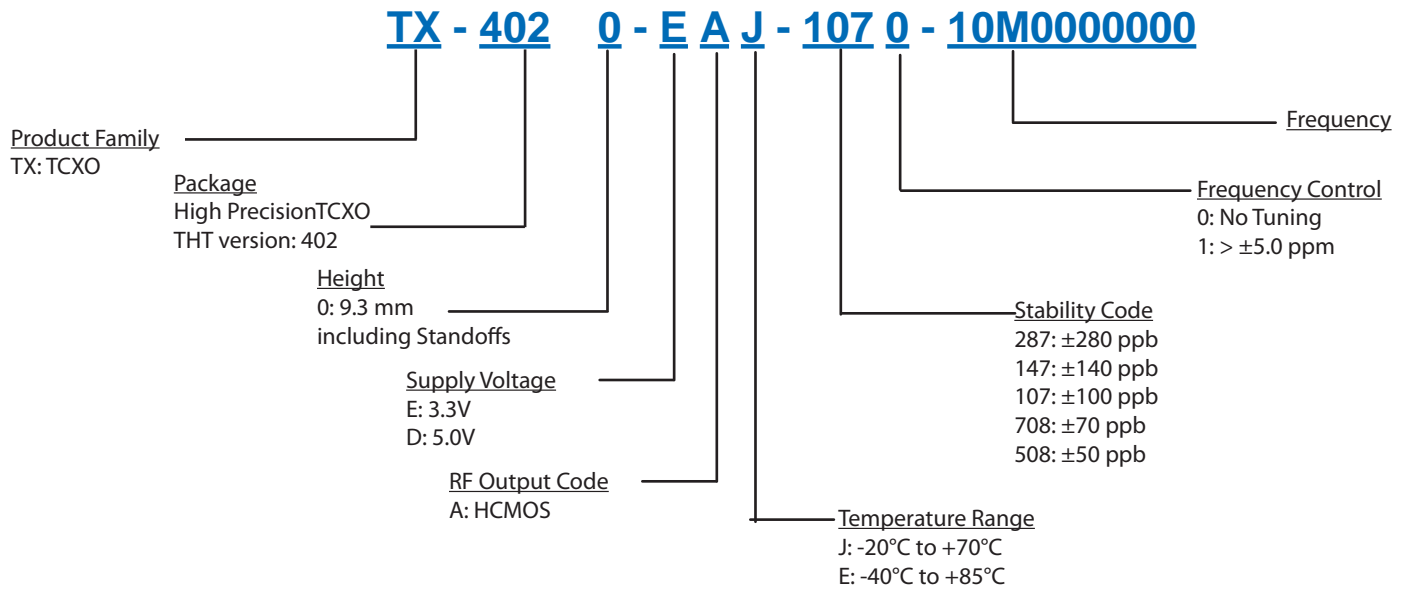 TX - 402 0 - E A J - 107 0 - 10M0000000
Product Family
TX: TCXO
Package
High PrecisionTCXO
THT version: 402
Height
0: 9.3 mm
including Standoffs
Supply Voltage
E: 3.3V
D: 5.0V
RF Output Code
A: HCMOS
Temperature Range
J: -20°C to +70°C
E: -40°C to +85°C
Stability Code
287: ±280 ppb
147: ±140 ppb
107: ±100 ppb
708: ±70 ppb
508: ±50 ppb
Frequency Control
0: No Tuning
1: > ±5.0 ppm
Frequency